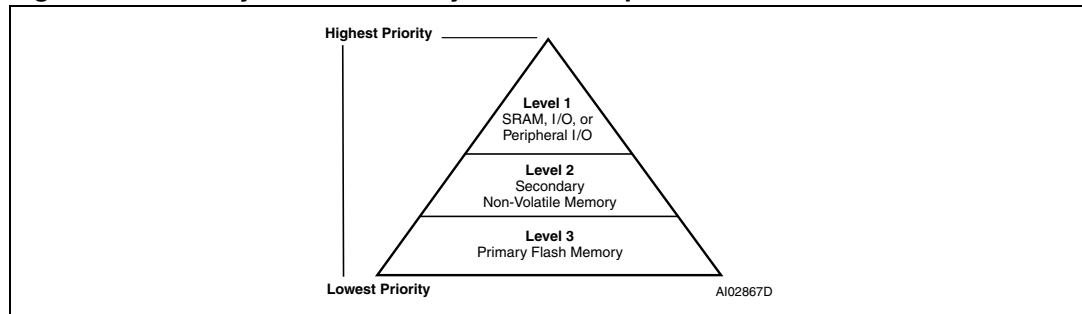 Highest Priority
Level 1
SRAM, I/O, or
Peripheral I/O
Level 2
Secondary
Non-Volatile Memory
Level 3
Primary Flash Memory
Lowest Priority
AI02867D